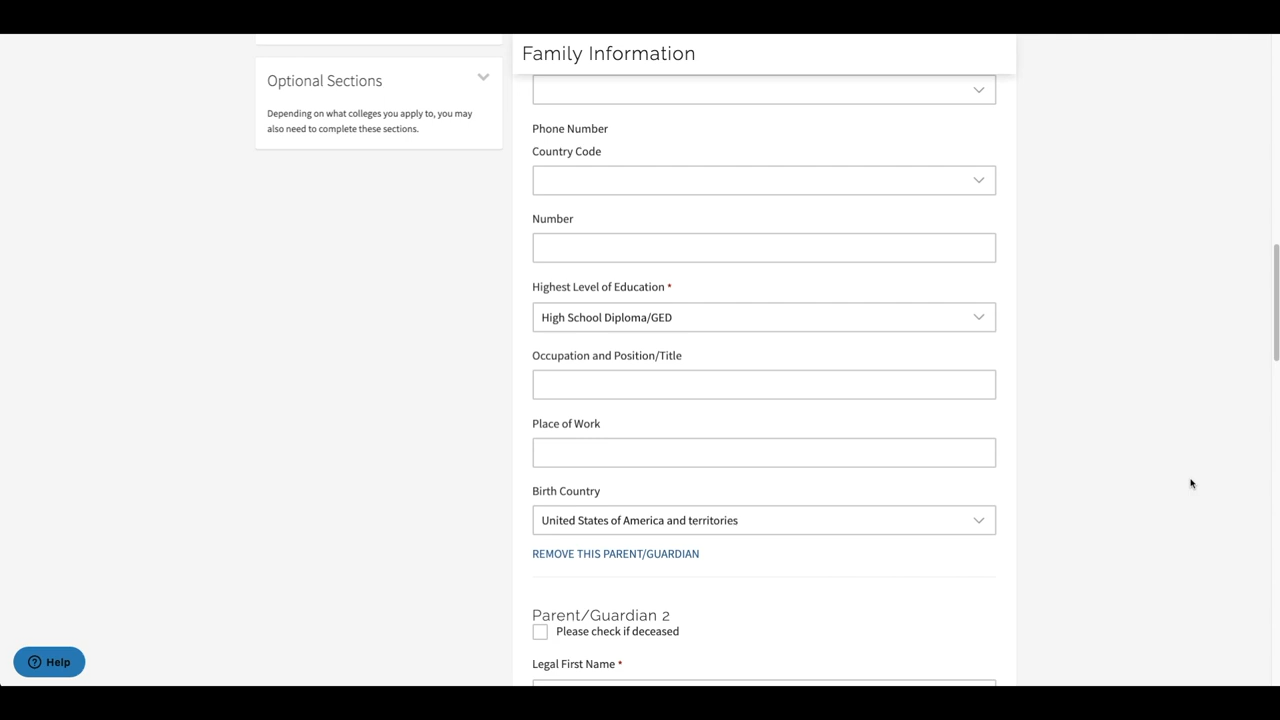 Family Information
Optional Sections
Depending on what colleges you apply to, you may
also need to complete these sections.
Phone Number
Country Code
Number
Highest Level of Education *
High School Diploma/GED
Occupation and Position/Title
Place of Work
Birth Country
United States of America and territories
REMOVE THIS PARENT/GUARDIAN
Parent/Guardian 2
Please check if deceased
Legal First Name *
? Help